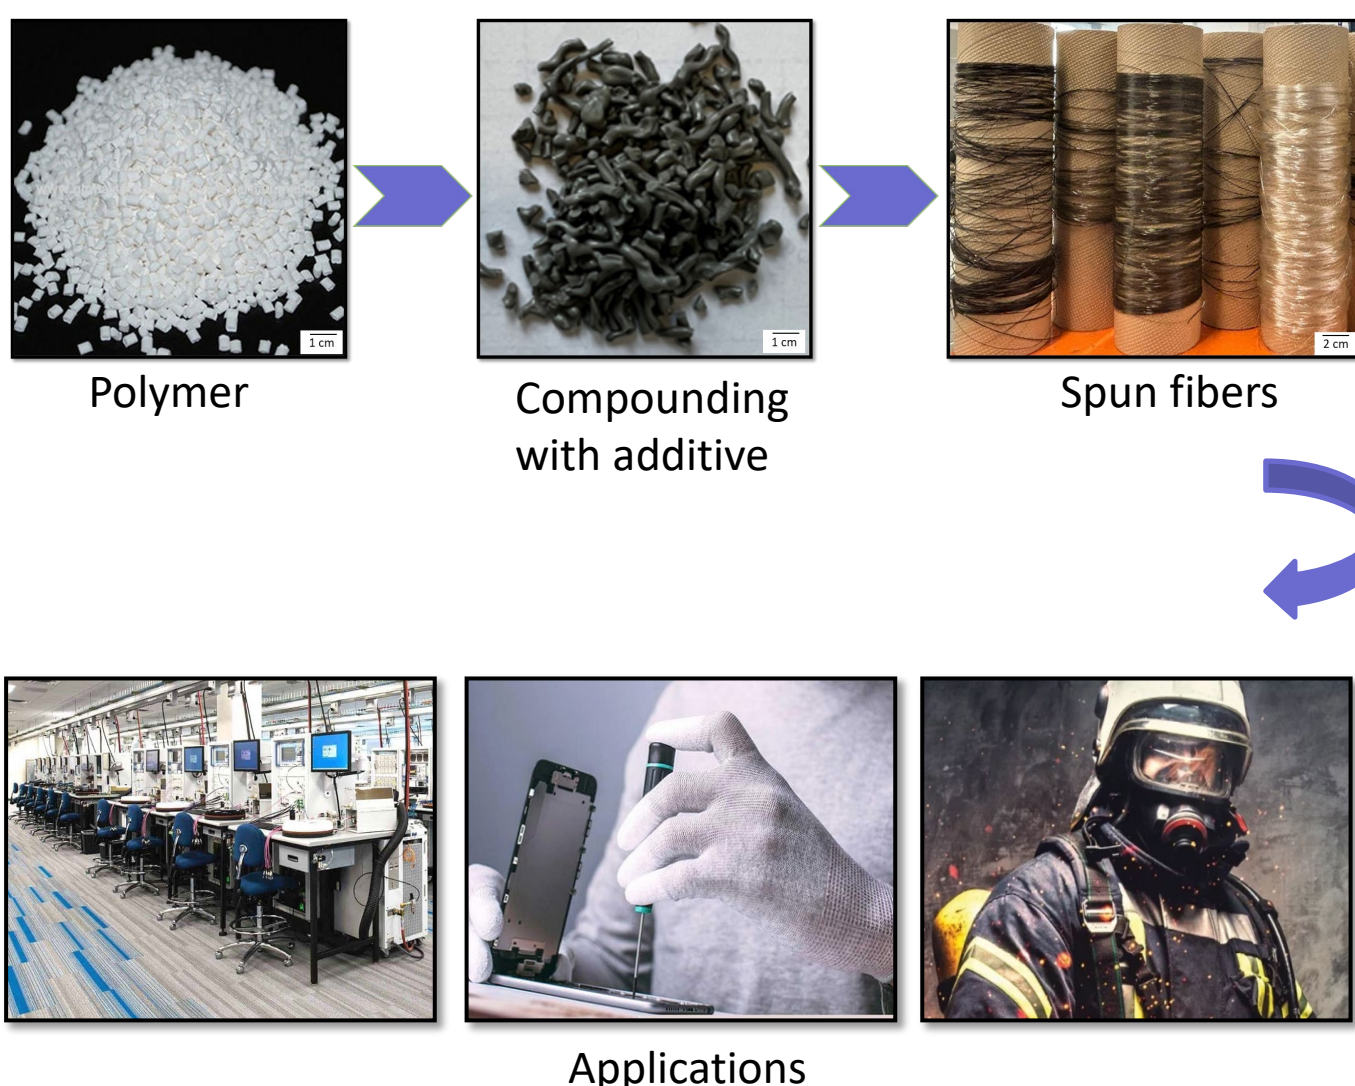 1 cm
1 cm
2 cm
Polymer
Compounding
with additive
Spun fibers
Applications